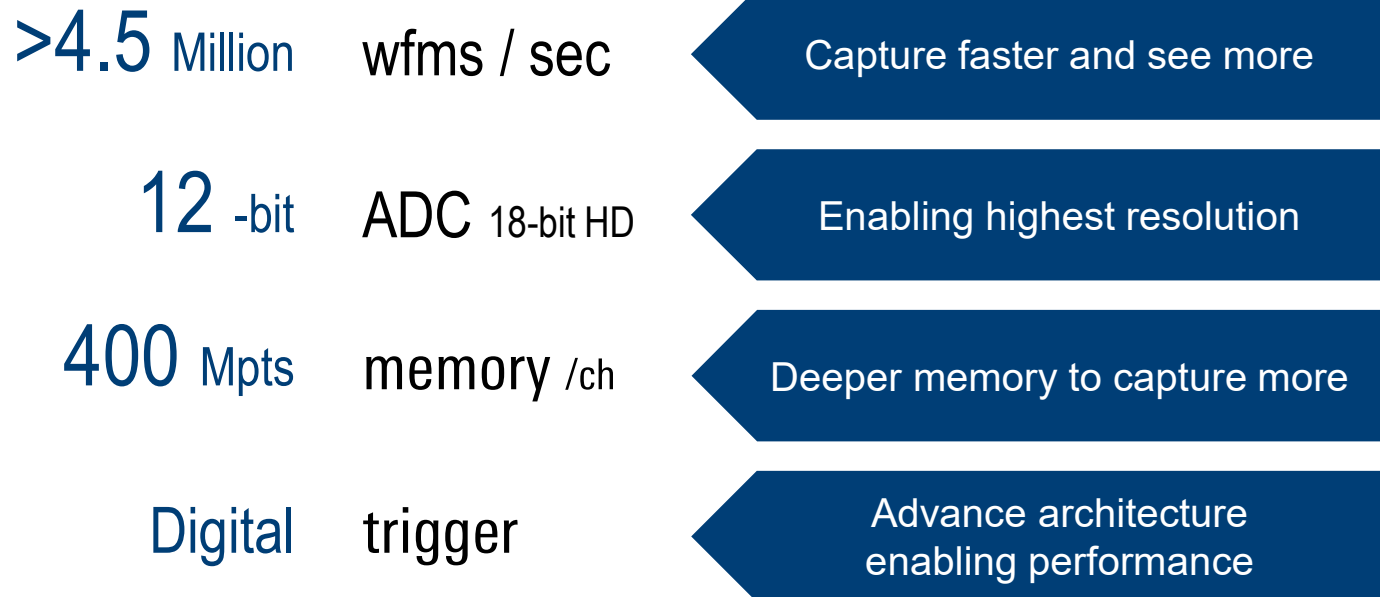 >4.5 Million wfms / sec Capture faster and see more
12 -bit ADC 18-bit HD Enabling highest resolution
400 Mpts memory /ch Deeper memory to capture more
Digital trigger Advance architecture
enabling performance